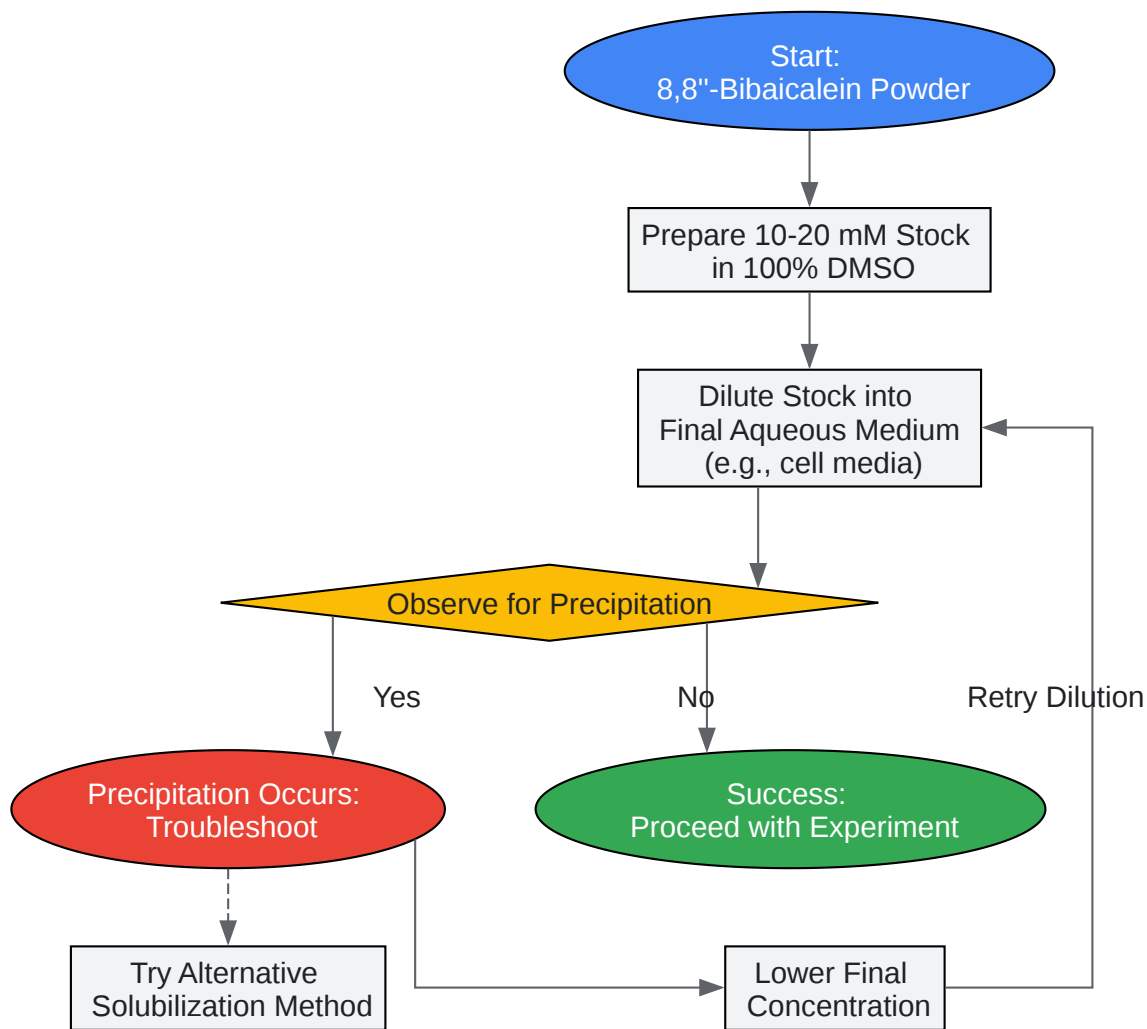 Start:
8,8"-Bibaicalein Powder
Prepare 10-20 mM Stock
in 100% DMSO
Dilute Stock into
Final Aqueous Medium
(e.g., cell media)
Observe for Precipitation
Yes
No
Retry Dilution
Precipitation Occurs:
Troubleshoot
Success:
Proceed with Experiment
Try Alternative
Solubilization Method
Lower Final
Concentration